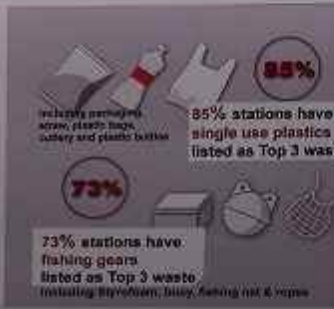 85%
including packaging,
straw, plastic bags,
cutlery and plastic bottles
85% stations have
single use plastics
listed as Top 3 was
73%
73% stations have
fishing gears
listed as Top 3 waste
including Styrofoam, buoy, fishing net & ropes